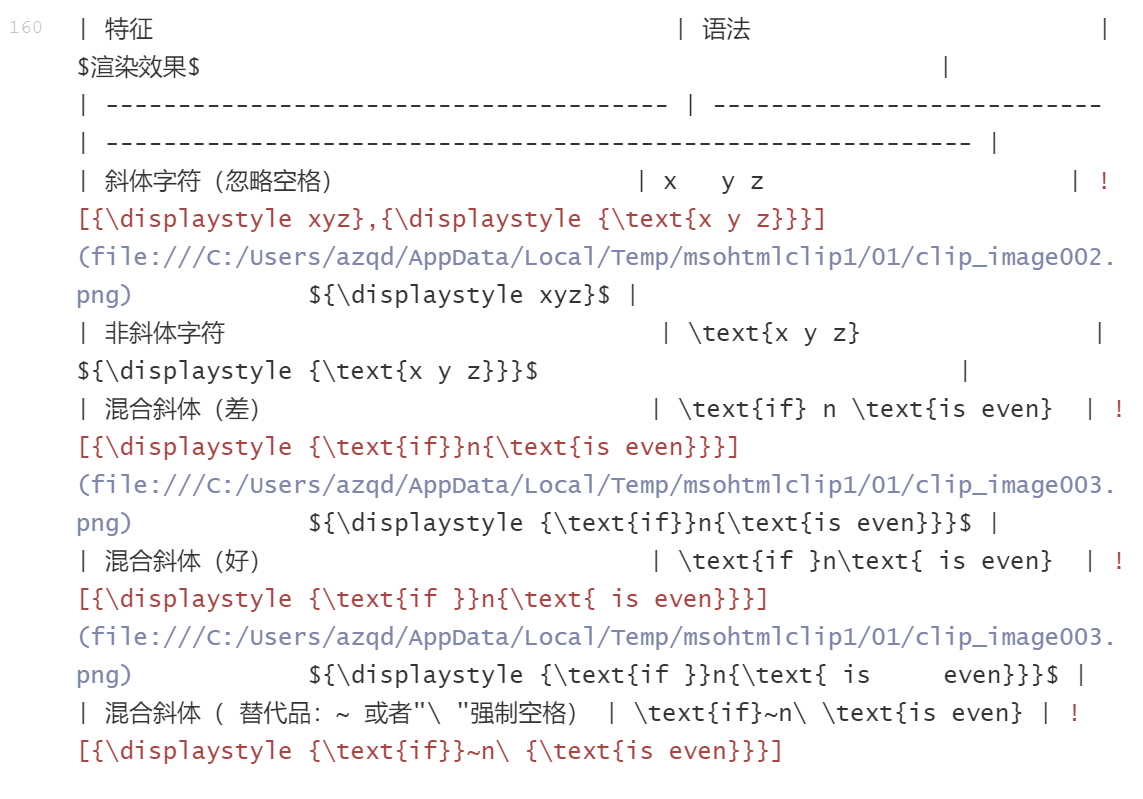 160 | 特征 | 语法 |
$渲染效果$ |
| --------------------------------------- | ---------------------------
| ------------------------------------------------------------ |
| 斜体字符（忽略空格） | x   y z | !
[{\displaystyle xyz},{\displaystyle {\text{x y z}}}]
(file:///C:/Users/azqd/AppData/Local/Temp/msohtmlclip1/01/clip_image002.
png) ${\displaystyle xyz}$ |
| 非斜体字符 | \text{x y z} |
${\displaystyle {\text{x y z}}}$ |
| 混合斜体（差） | \text{if} n \text{is even} | !
[{\displaystyle {\text{if}}n{\text{is even}}}]
(file:///C:/Users/azqd/AppData/Local/Temp/msohtmlclip1/01/clip_image003.
png) ${\displaystyle {\text{if}}n{\text{is even}}}$ |
| 混合斜体（好） | \text{if }n\text{ is even} | !
[{\displaystyle {\text{if }}n{\text{ is even}}}]
(file:///C:/Users/azqd/AppData/Local/Temp/msohtmlclip1/01/clip_image003.
png) ${\displaystyle {\text{if }}n{\text{ is     even}}}$ |
| 混合斜体（ 替代品：~ 或者"\ "强制空格） | \text{if}~n\ \text{is even} | !
[{\displaystyle {\text{if}}~n\ {\text{is even}}}]